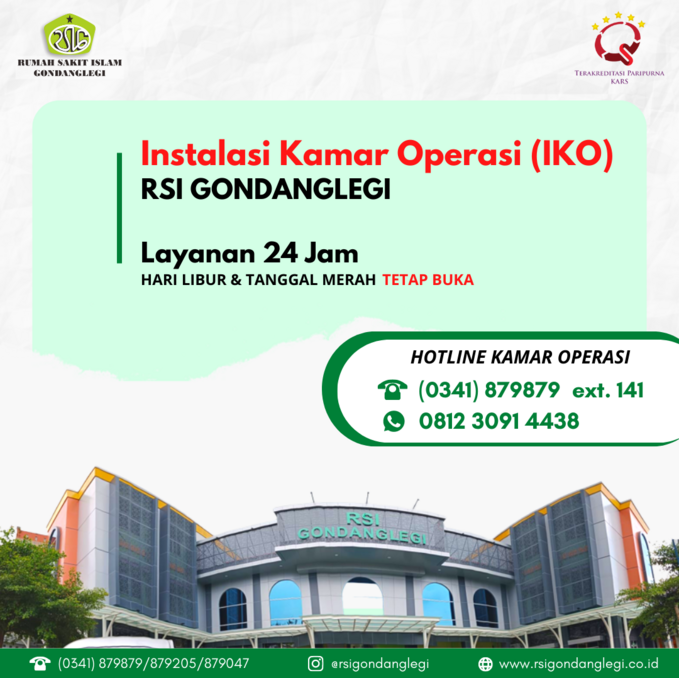 RSIG
RUMAH SAKIT ISLAM
GONDANGLEGI
TERAKREDITASI PARIPURNA
KARS
Instalasi Kamar Operasi (IKO)
RSI GONDANGLEGI
Layanan 24 Jam
HARI LIBUR & TANGGAL MERAH TETAP BUKA
HOTLINE KAMAR OPERASI
(0341) 879879 ext. 141
0812 3091 4438
RSI
GONDANGLEGI
(0341) 879879/879205/879047
@rsigondanglegi
www.rsigondanglegi.co.id